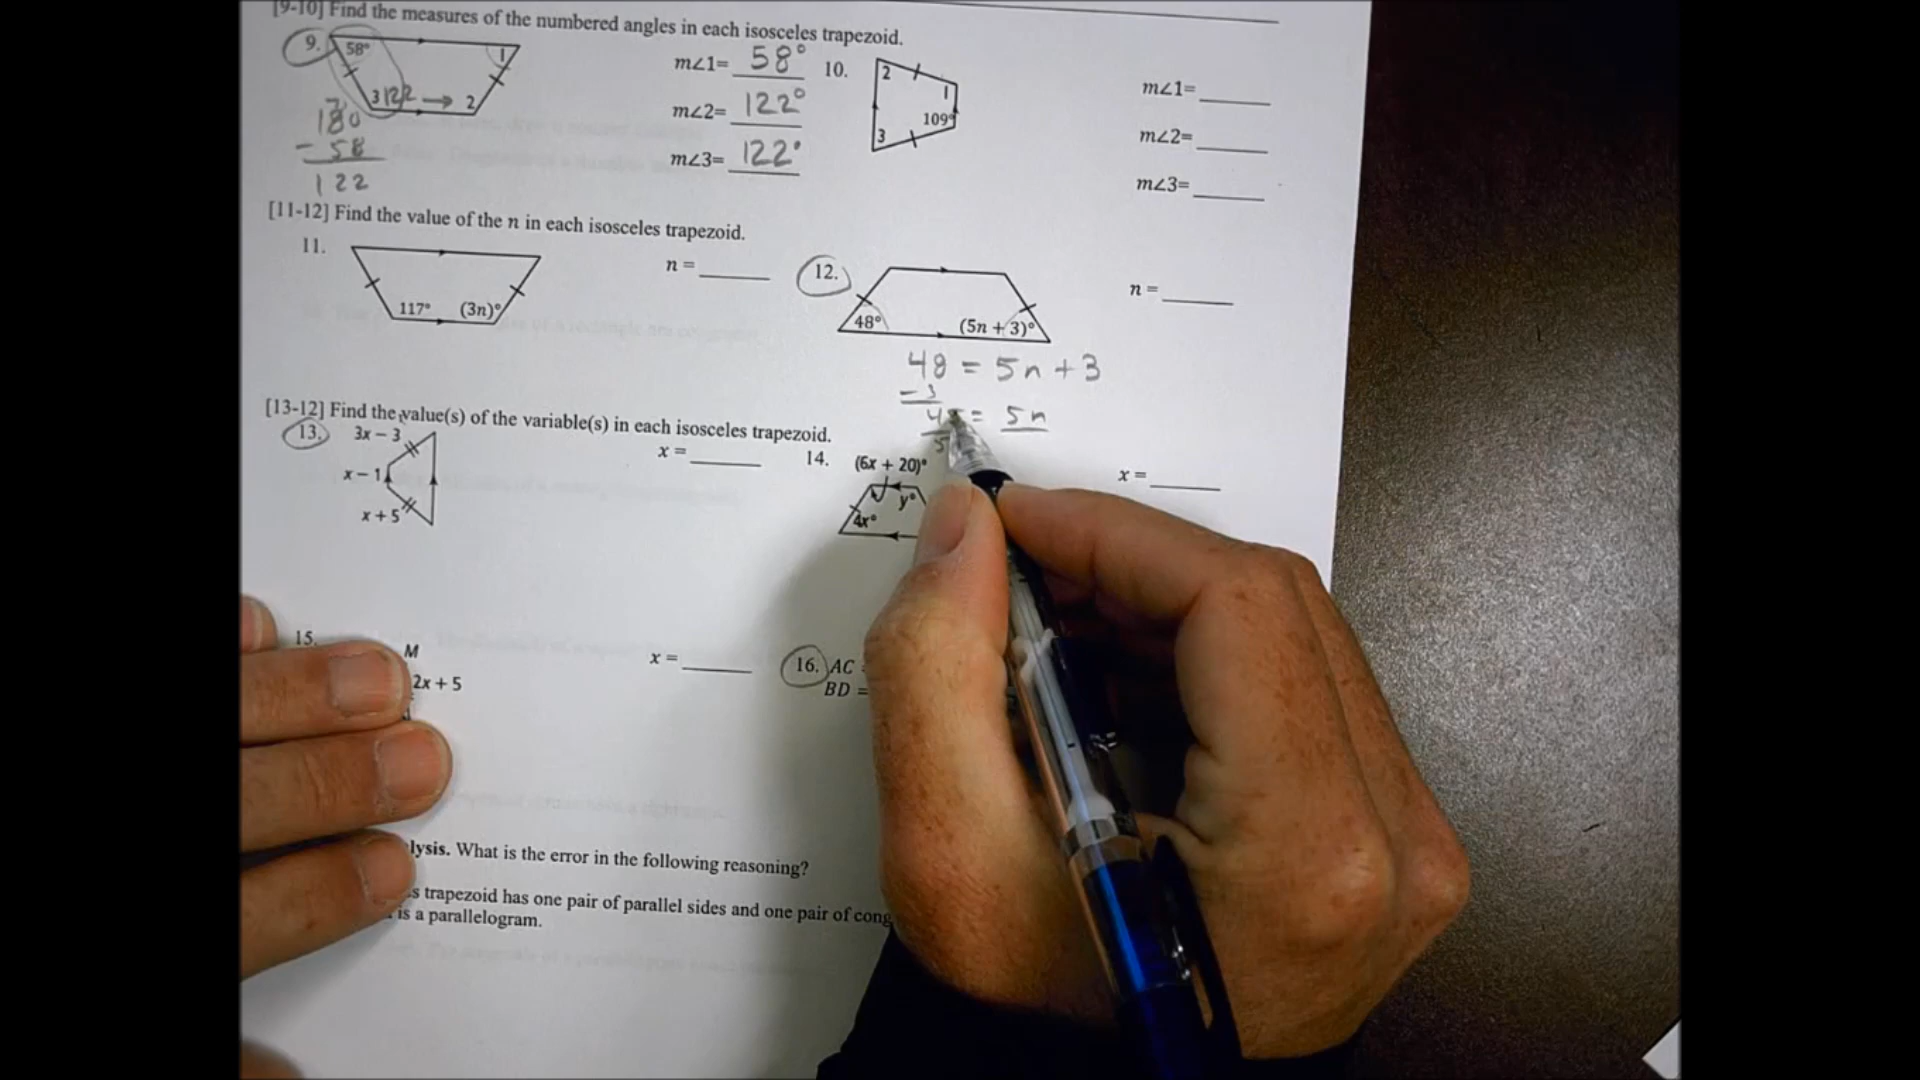 [9-10] Find the measures of the numbered angles in each isosceles trapezoid.
9.
58°
1
3 122 → 2
180
- 58
122
m∠1= 58°
m∠2= 122°
m∠3= 122°
10.
2
1
109°
3
m∠1=
m∠2=
m∠3=
[11-12] Find the value of the n in each isosceles trapezoid.
11.
117° (3n)°
n =
12.
48° (5n + 3)°
n =
48 = 5n + 3
- 3
45 = 5n
5
[13-12] Find the value(s) of the variable(s) in each isosceles trapezoid.
13.
3x – 3
x – 1
x + 5
x =
14.
(6x + 20)°
y°
4x°
x =
15.
M
2x + 5
x =
16. AC
BD =
lysis. What is the error in the following reasoning?
s trapezoid has one pair of parallel sides and one pair of cong
is a parallelogram.